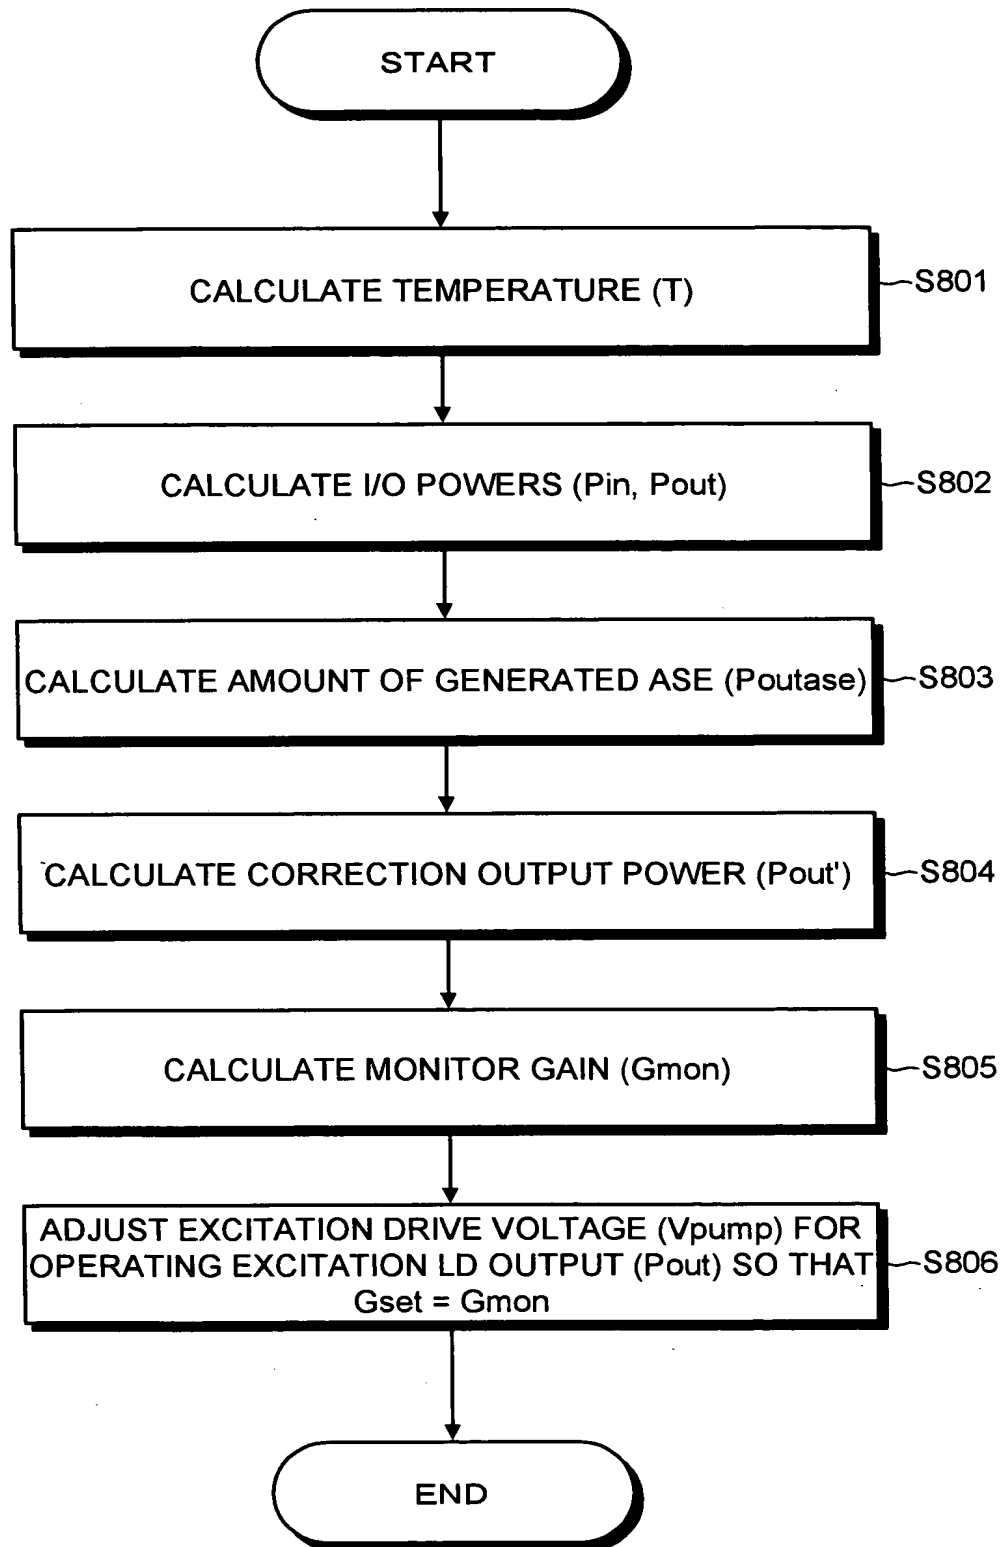 START
CALCULATE TEMPERATURE (T)
S801
CALCULATE I/O POWERS (Pin, Pout)
S802
CALCULATE AMOUNT OF GENERATED ASE (Poutase)
S803
CALCULATE CORRECTION OUTPUT POWER (Pout')
S804
CALCULATE MONITOR GAIN (Gmon)
S805
ADJUST EXCITATION DRIVE VOLTAGE (Vpump) FOR
OPERATING EXCITATION LD OUTPUT (Pout) SO THAT
Gset = Gmon
S806
END